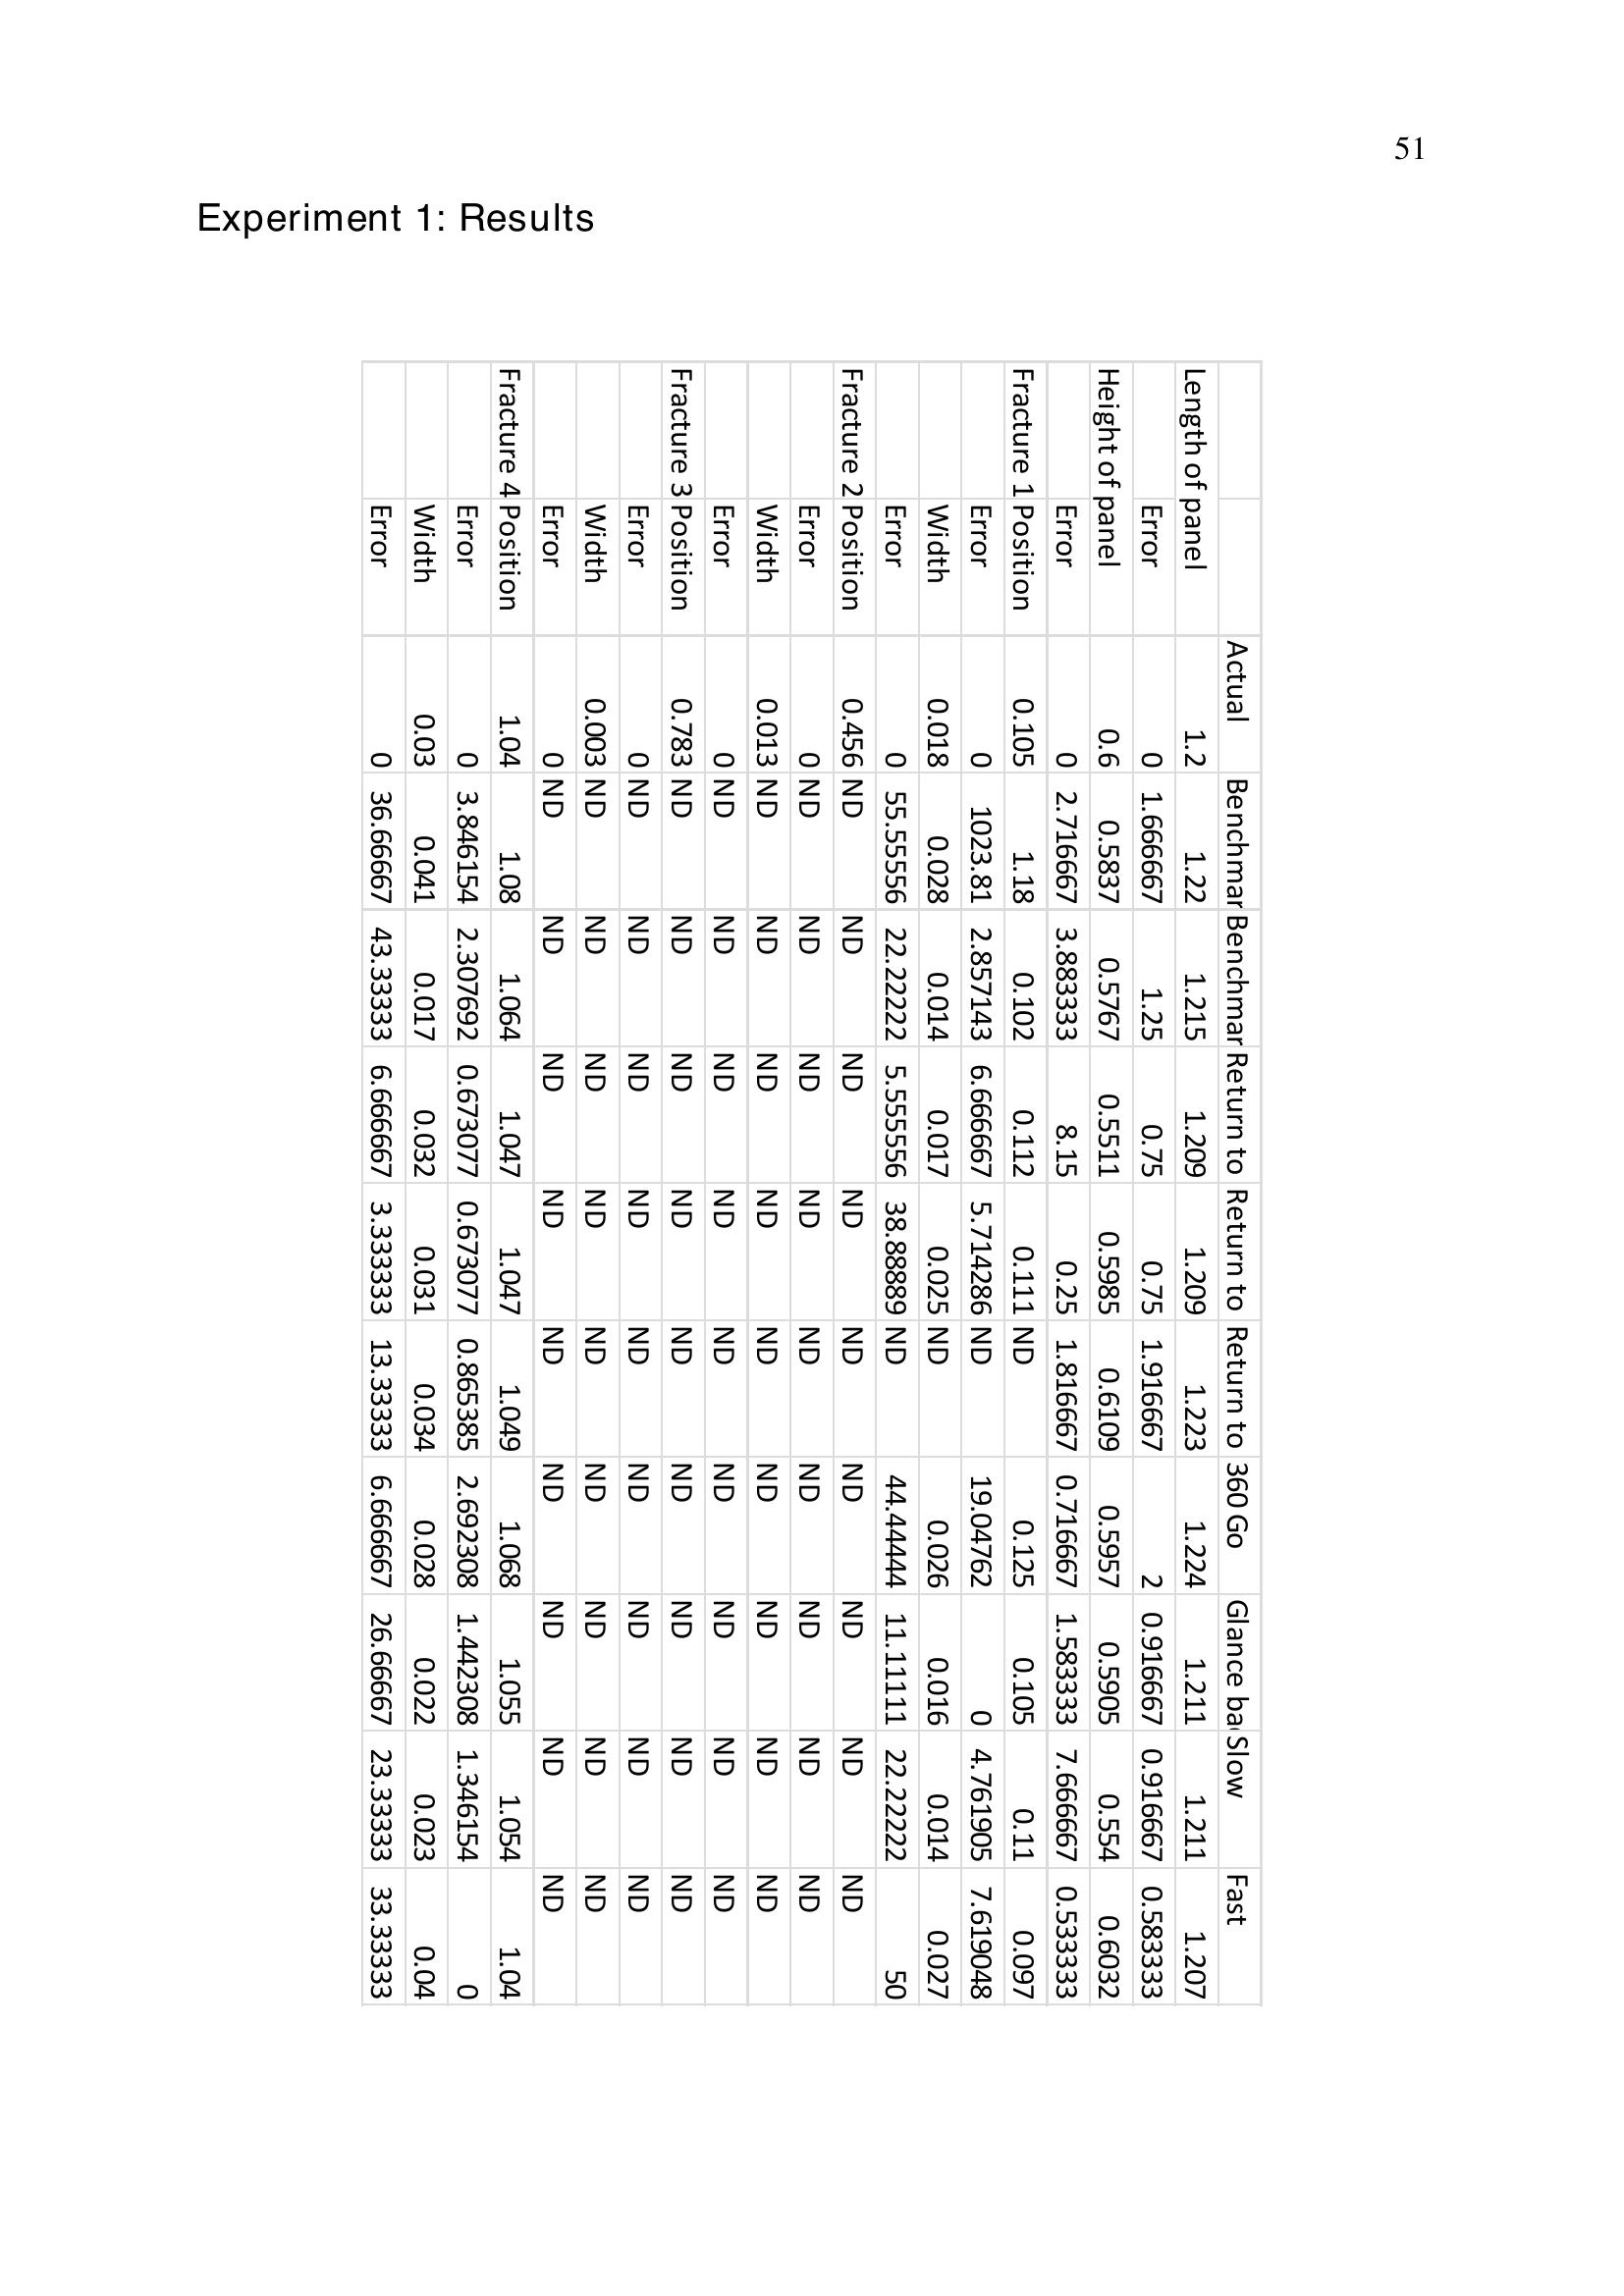 51
Experiment 1: Results
Actual Benchmar Benchmar Return to Return to Return to 360 Go Glance bac Slow Fast
Length of panel 1.2 1.22 1.215 1.209 1.209 1.223 1.224 1.211 1.211 1.207
Error 0 1.666667 1.25 0.75 0.75 1.916667 2 0.916667 0.916667 0.583333
Height of panel 0.6 0.5837 0.5767 0.5511 0.5985 0.6109 0.5957 0.5905 0.554 0.6032
Error 0 2.716667 3.883333 8.15 0.25 1.816667 0.716667 1.583333 7.666667 0.533333
Fracture 1 Position 0.105 1.18 0.102 0.112 0.111 ND 0.125 0.105 0.11 0.097
Error 0 1023.81 2.857143 6.666667 5.714286 ND 19.04762 0 4.761905 7.619048
Width 0.018 0.028 0.014 0.017 0.025 ND 0.026 0.016 0.014 0.027
Error 0 55.55556 22.22222 5.555556 38.88889 ND 44.44444 11.11111 22.22222 50
Fracture 2 Position 0.456 ND ND ND ND ND ND ND ND ND
Error 0 ND ND ND ND ND ND ND ND ND
Width 0.013 ND ND ND ND ND ND ND ND ND
Error 0 ND ND ND ND ND ND ND ND ND
Fracture 3 Position 0.783 ND ND ND ND ND ND ND ND ND
Error 0 ND ND ND ND ND ND ND ND ND
Width 0.003 ND ND ND ND ND ND ND ND ND
Error 0 ND ND ND ND ND ND ND ND ND
Fracture 4 Position 1.04 1.08 1.064 1.047 1.047 1.049 1.068 1.055 1.054 1.04
Error 0 3.846154 2.307692 0.673077 0.673077 0.865385 2.692308 1.442308 1.346154 0
Width 0.03 0.041 0.017 0.032 0.031 0.034 0.028 0.022 0.023 0.04
Error 0 36.66667 43.33333 6.666667 3.333333 13.33333 6.666667 26.66667 23.33333 33.33333